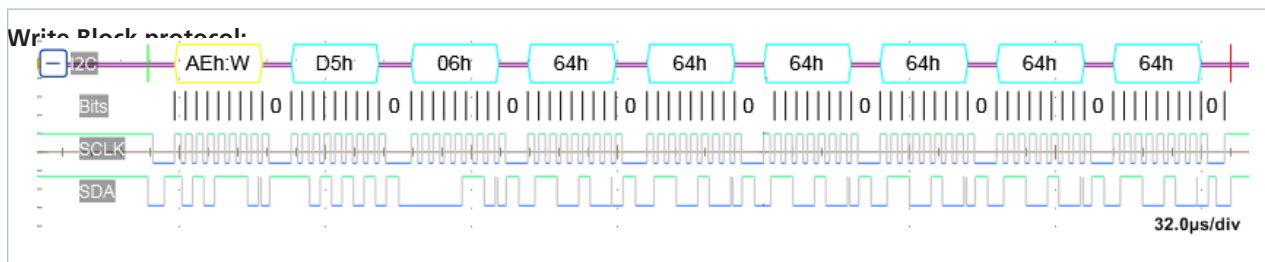 Write Block protocol:
I2C AEh:W D5h 06h 64h 64h 64h 64h 64h 64h
Bits 0 0 0 0 0 0 0 0 0
SCLK
SDA
32.0µs/div